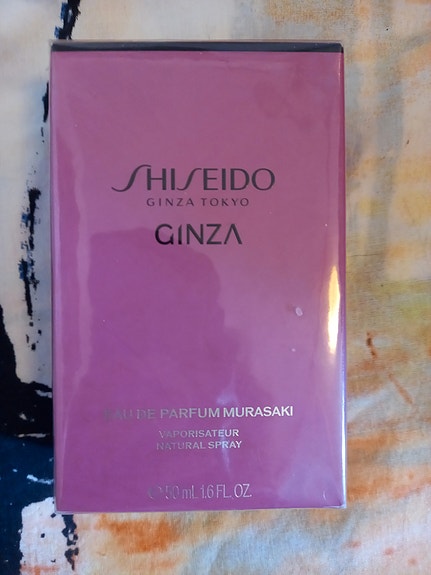 SHISEIDO
GINZA TOKYO
GINZA
EAU DE PARFUM MURASAKI
VAPORISATEUR
NATURAL SPRAY
℮ 50 mL 1.6 FL. OZ.